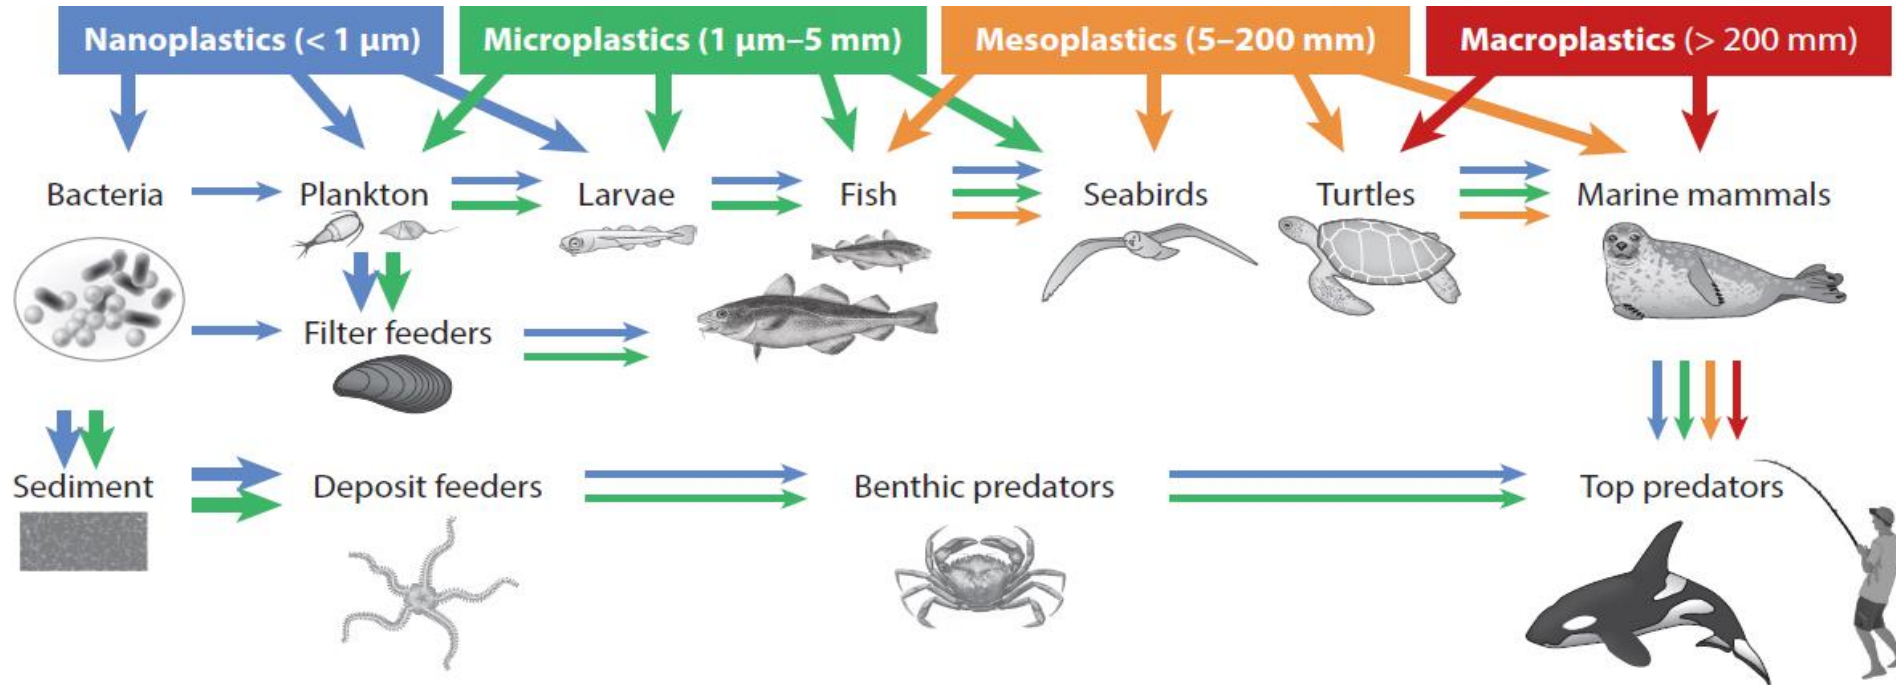 Nanoplastics (< 1 μm)
Microplastics (1 μm–5 mm)
Mesoplastics (5–200 mm)
Macroplastics (> 200 mm)
Bacteria
Plankton
Larvae
Fish
Seabirds
Turtles
Marine mammals
Filter feeders
Sediment
Deposit feeders
Benthic predators
Top predators